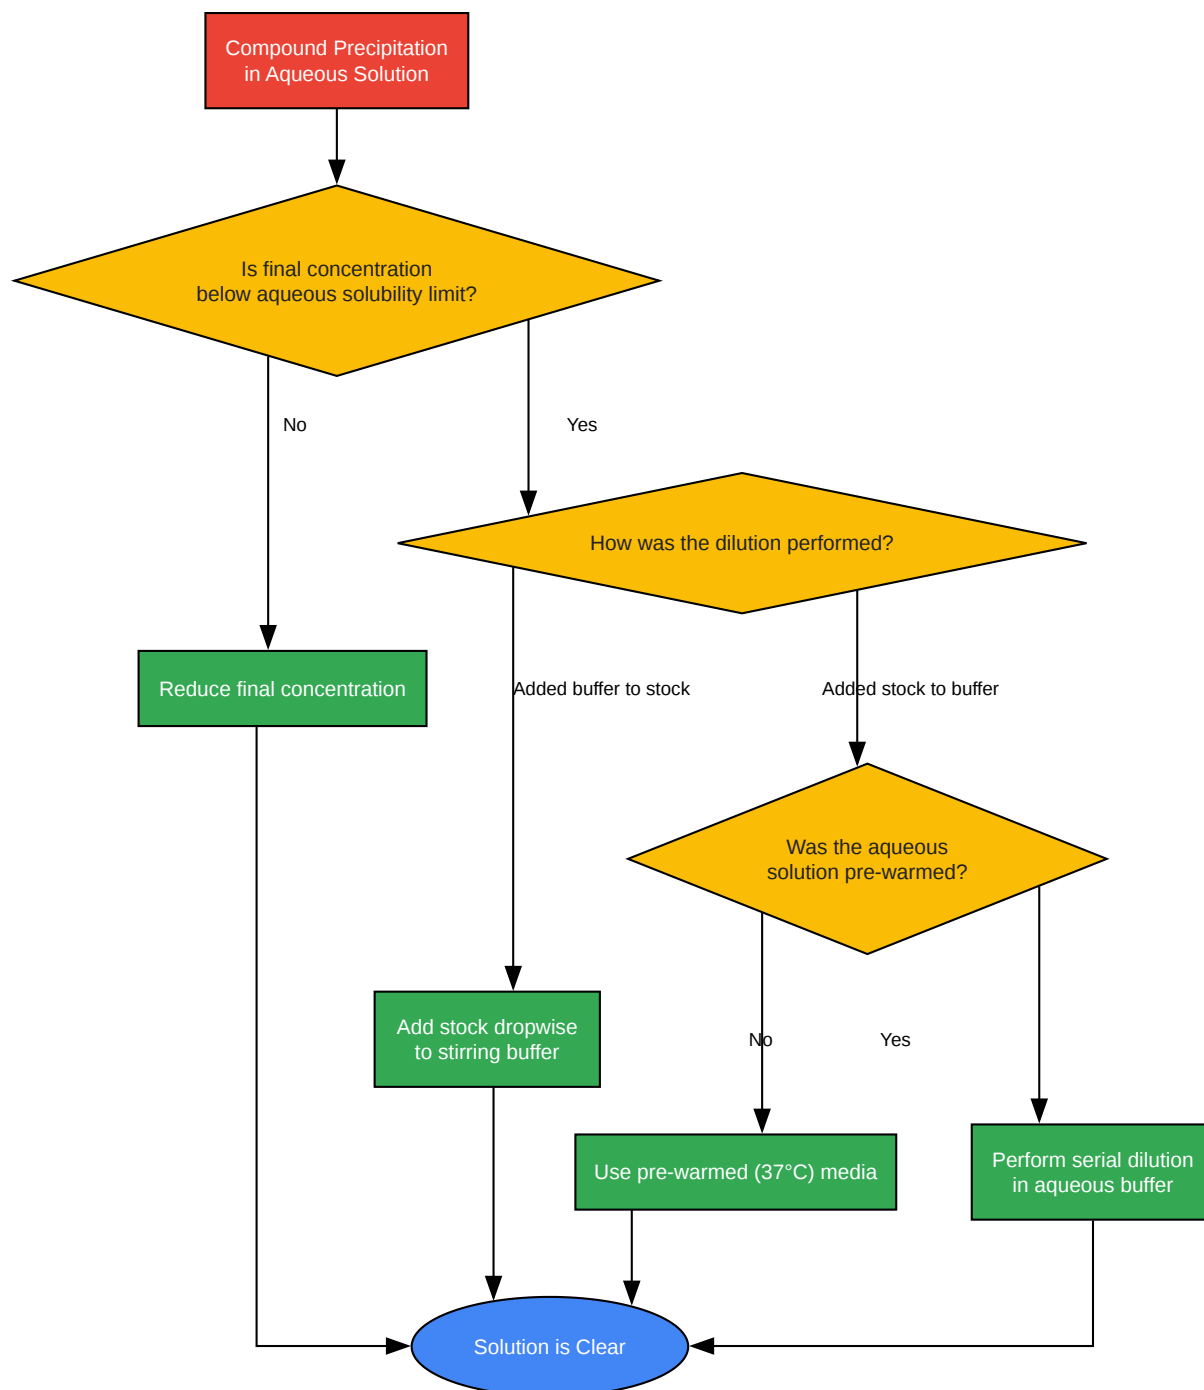 Compound Precipitation
in Aqueous Solution
Is final concentration
below aqueous solubility limit?
No
Yes
How was the dilution performed?
Reduce final concentration
Added buffer to stock
Added stock to buffer
Was the aqueous
solution pre-warmed?
Add stock dropwise
to stirring buffer
No
Yes
Use pre-warmed (37°C) media
Perform serial dilution
in aqueous buffer
Solution is Clear